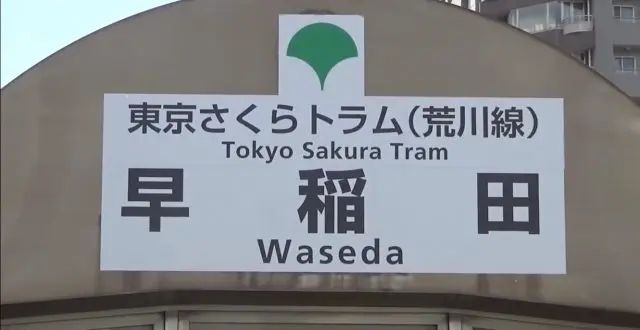 東京さくらトラム(荒川線)
Tokyo Sakura Tram
早稲田
Waseda